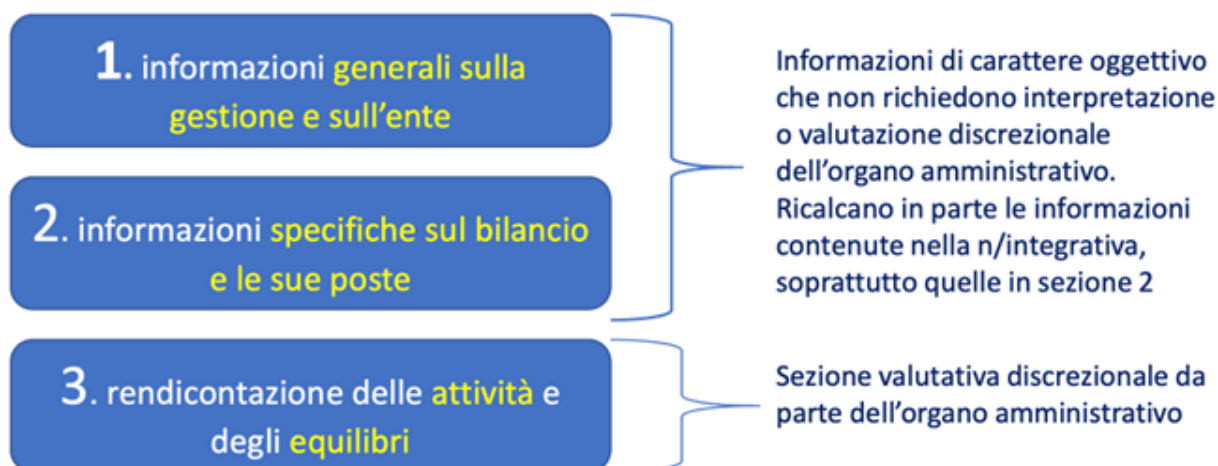 1. informazioni generali sulla
gestione e sull'ente
2. informazioni specifiche sul bilancio
e le sue poste
Informazioni di carattere oggettivo
che non richiedono interpretazione
o valutazione discrezionale
dell'organo amministrativo.
Ricalcano in parte le informazioni
contenute nella n/integrativa,
soprattutto quelle in sezione 2
3. rendicontazione delle attività e
degli equilibri
Sezione valutativa discrezionale da
parte dell'organo amministrativo